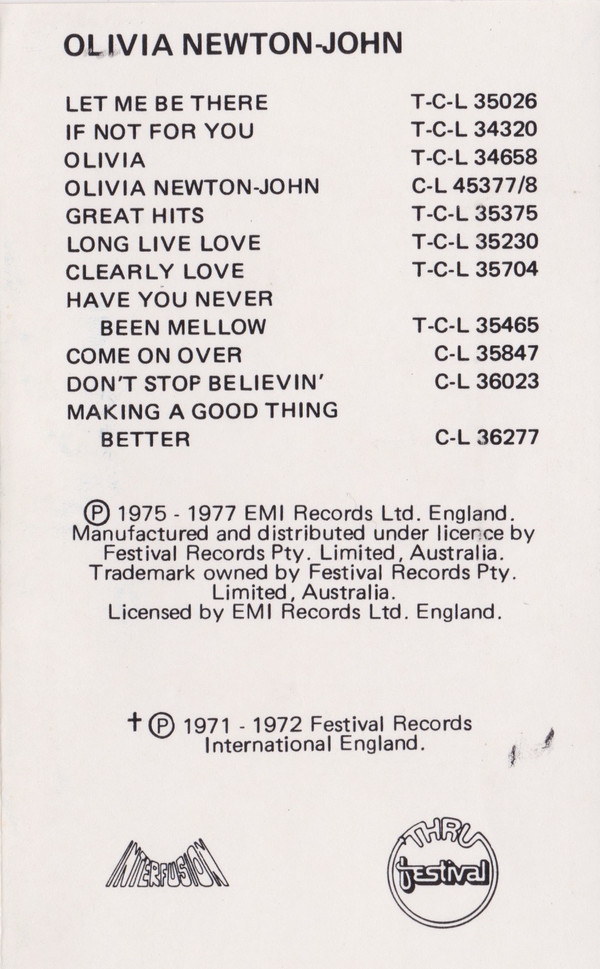 OLIVIA NEWTON-JOHN
LET ME BE THERE T-C-L 35026
IF NOT FOR YOU T-C-L 34320
OLIVIA T-C-L 34658
OLIVIA NEWTON-JOHN C-L 45377/8
GREAT HITS T-C-L 35375
LONG LIVE LOVE T-C-L 35230
CLEARLY LOVE T-C-L 35704
HAVE YOU NEVER
BEEN MELLOW T-C-L 35465
COME ON OVER C-L 35847
DON'T STOP BELIEVIN' C-L 36023
MAKING A GOOD THING
BETTER C-L 36277
Ⓟ 1975 - 1977 EMI Records Ltd. England.
Manufactured and distributed under licence by
Festival Records Pty. Limited, Australia.
Trademark owned by Festival Records Pty.
Limited, Australia.
Licensed by EMI Records Ltd. England.
† Ⓟ 1971 - 1972 Festival Records
International England.
INTERFUSION
THRU
festival